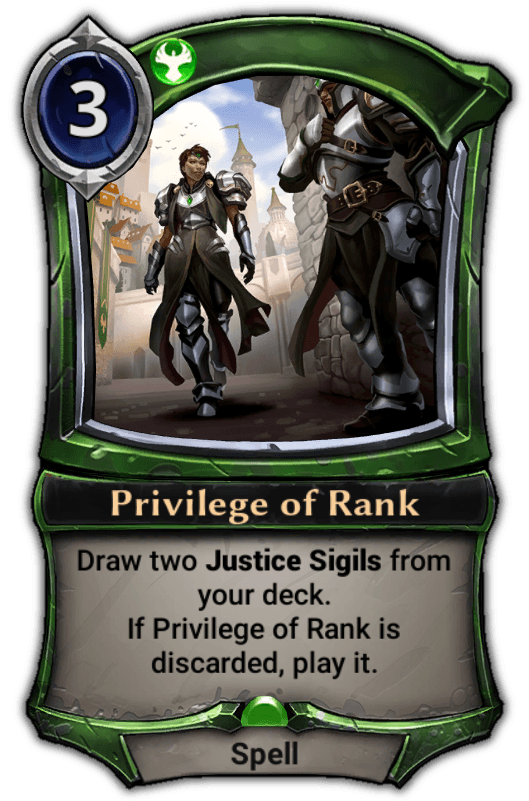 3
Privilege of Rank
Draw two Justice Sigils from
your deck.
If Privilege of Rank is
discarded, play it.
Spell